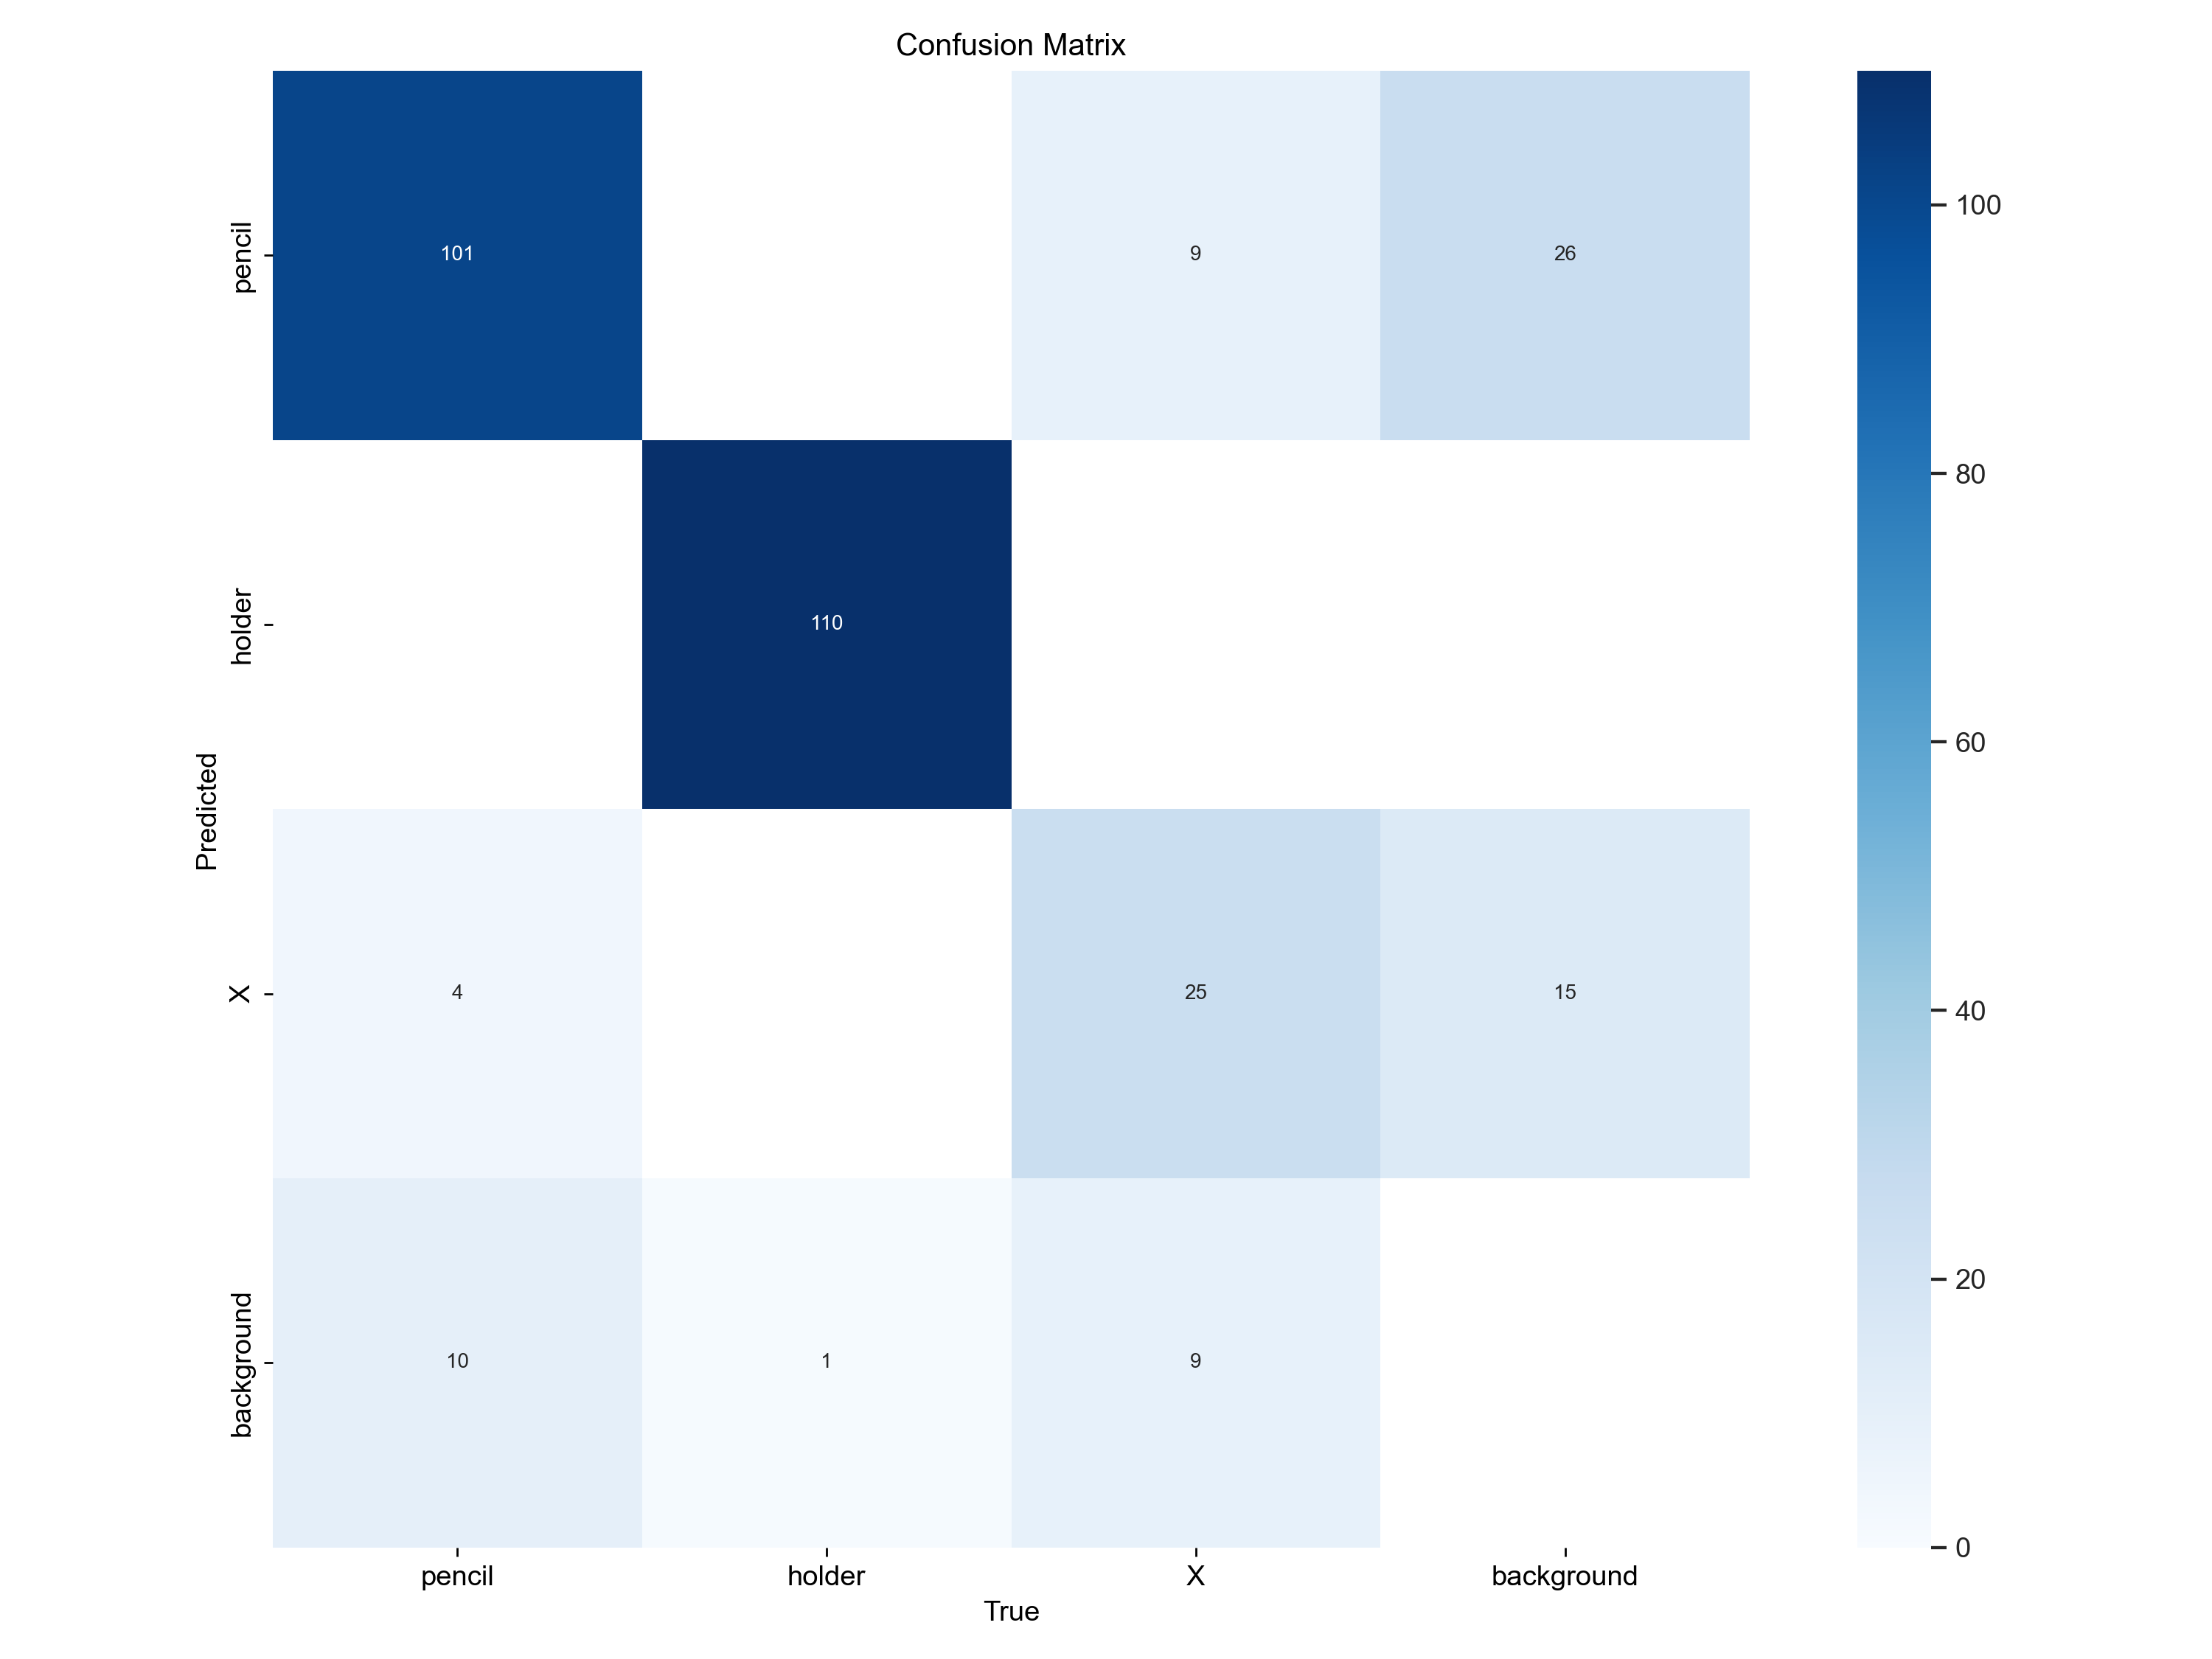 Confusion Matrix
pencil
101
9
26
holder
110
X
4
25
15
background
10
1
9
Predicted
pencil
holder
X
background
True
100
80
60
40
20
0